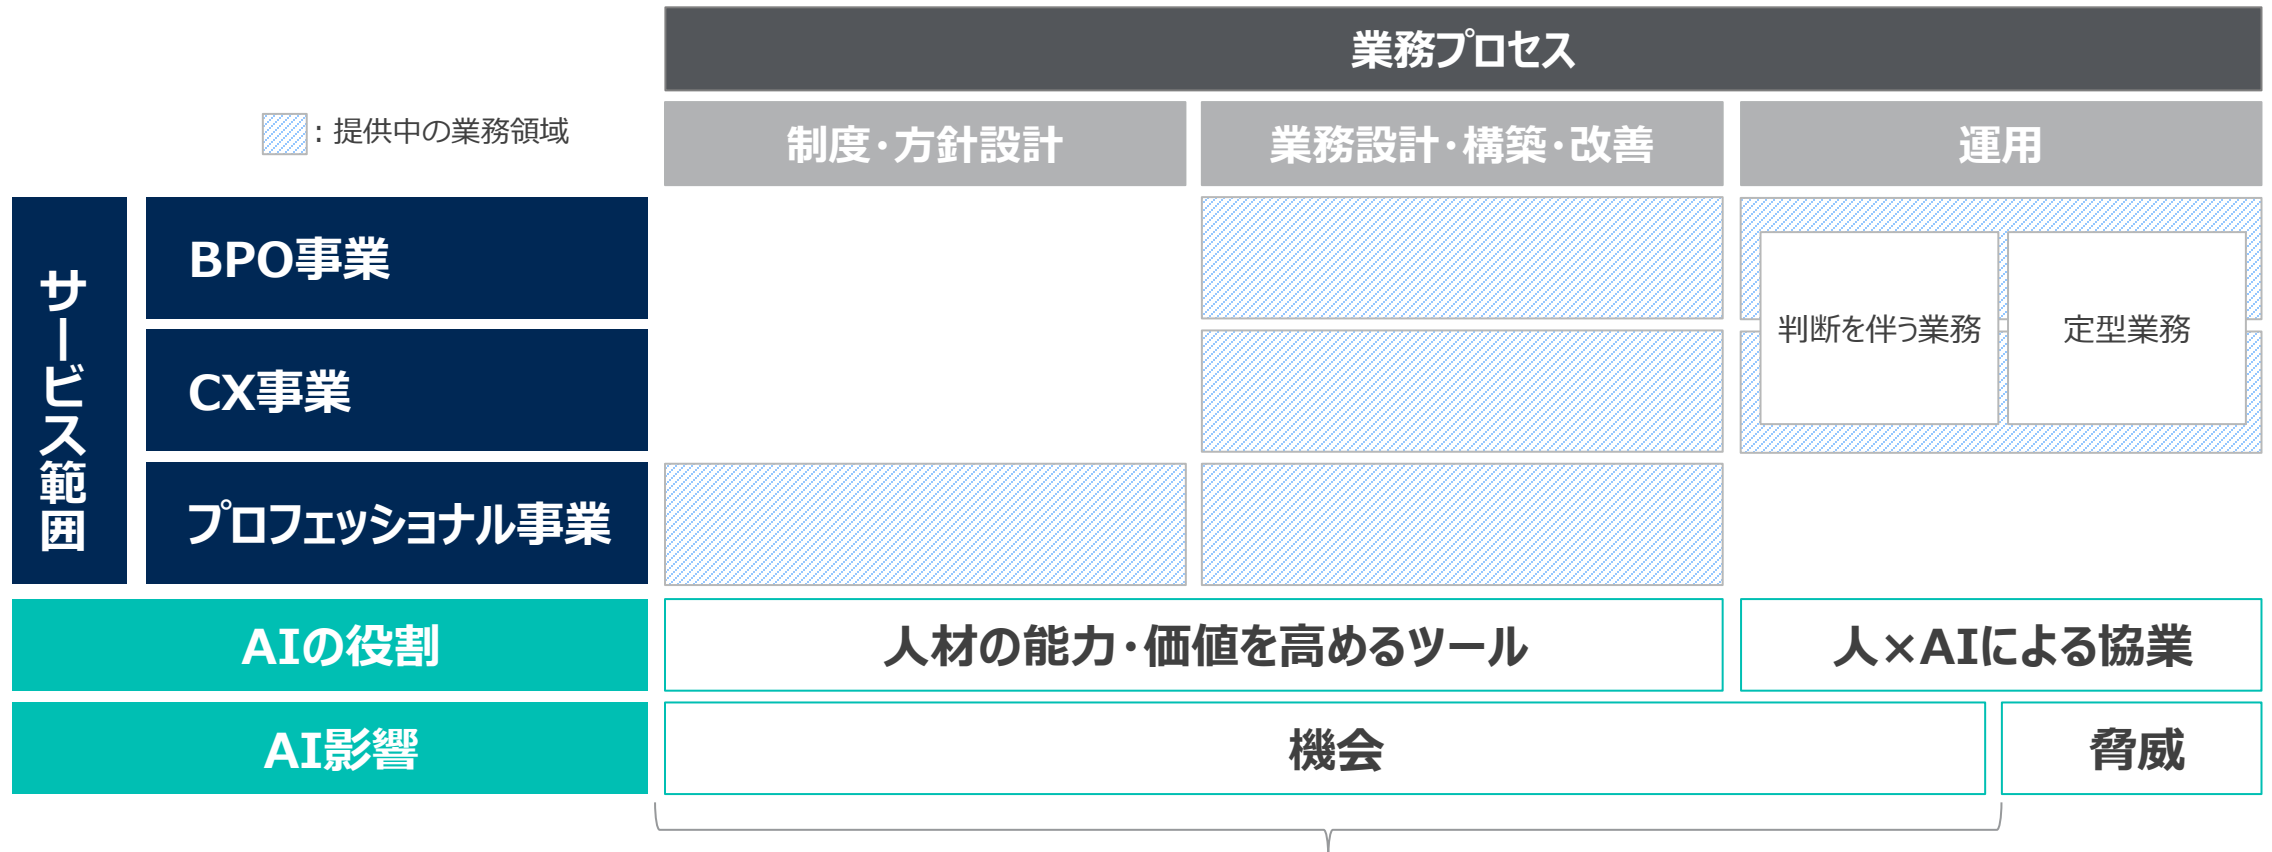 業務プロセス
：提供中の業務領域
制度・方針設計
業務設計・構築・改善
運用
サービス範囲
BPO事業
判断を伴う業務
定型業務
CX事業
プロフェッショナル事業
AIの役割
人材の能力・価値を高めるツール
人×AIによる協業
AI影響
機会
脅威